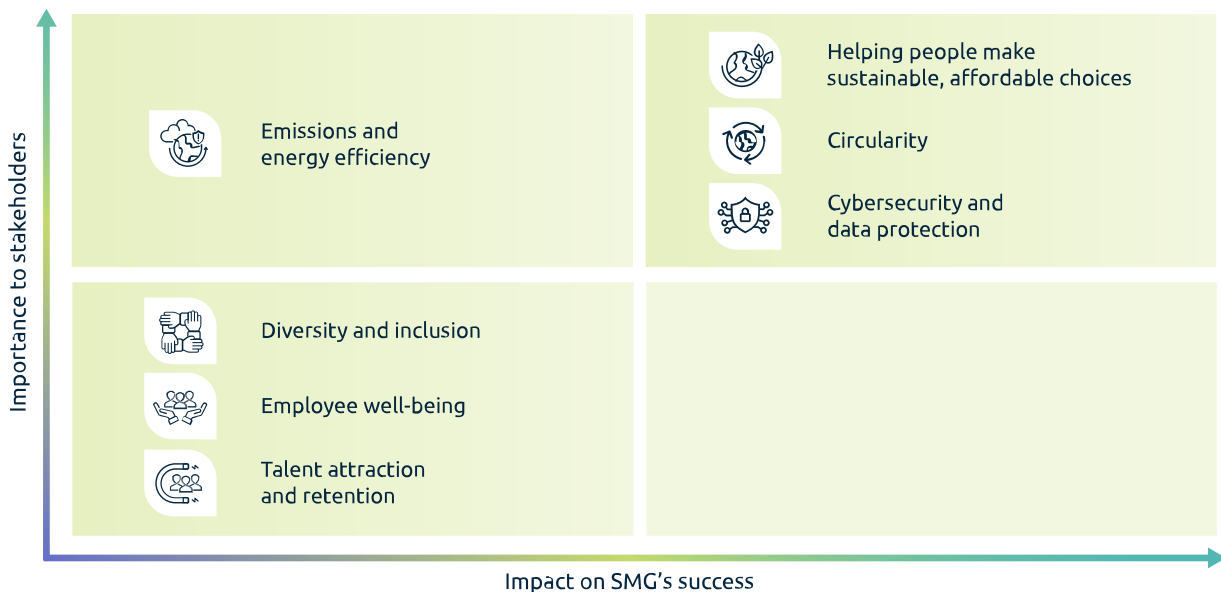 Importance to stakeholders
Emissions and
energy efficiency
Helping people make
sustainable, affordable choices
Circularity
Cybersecurity and
data protection
Diversity and inclusion
Employee well-being
Talent attraction
and retention
Impact on SMG's success